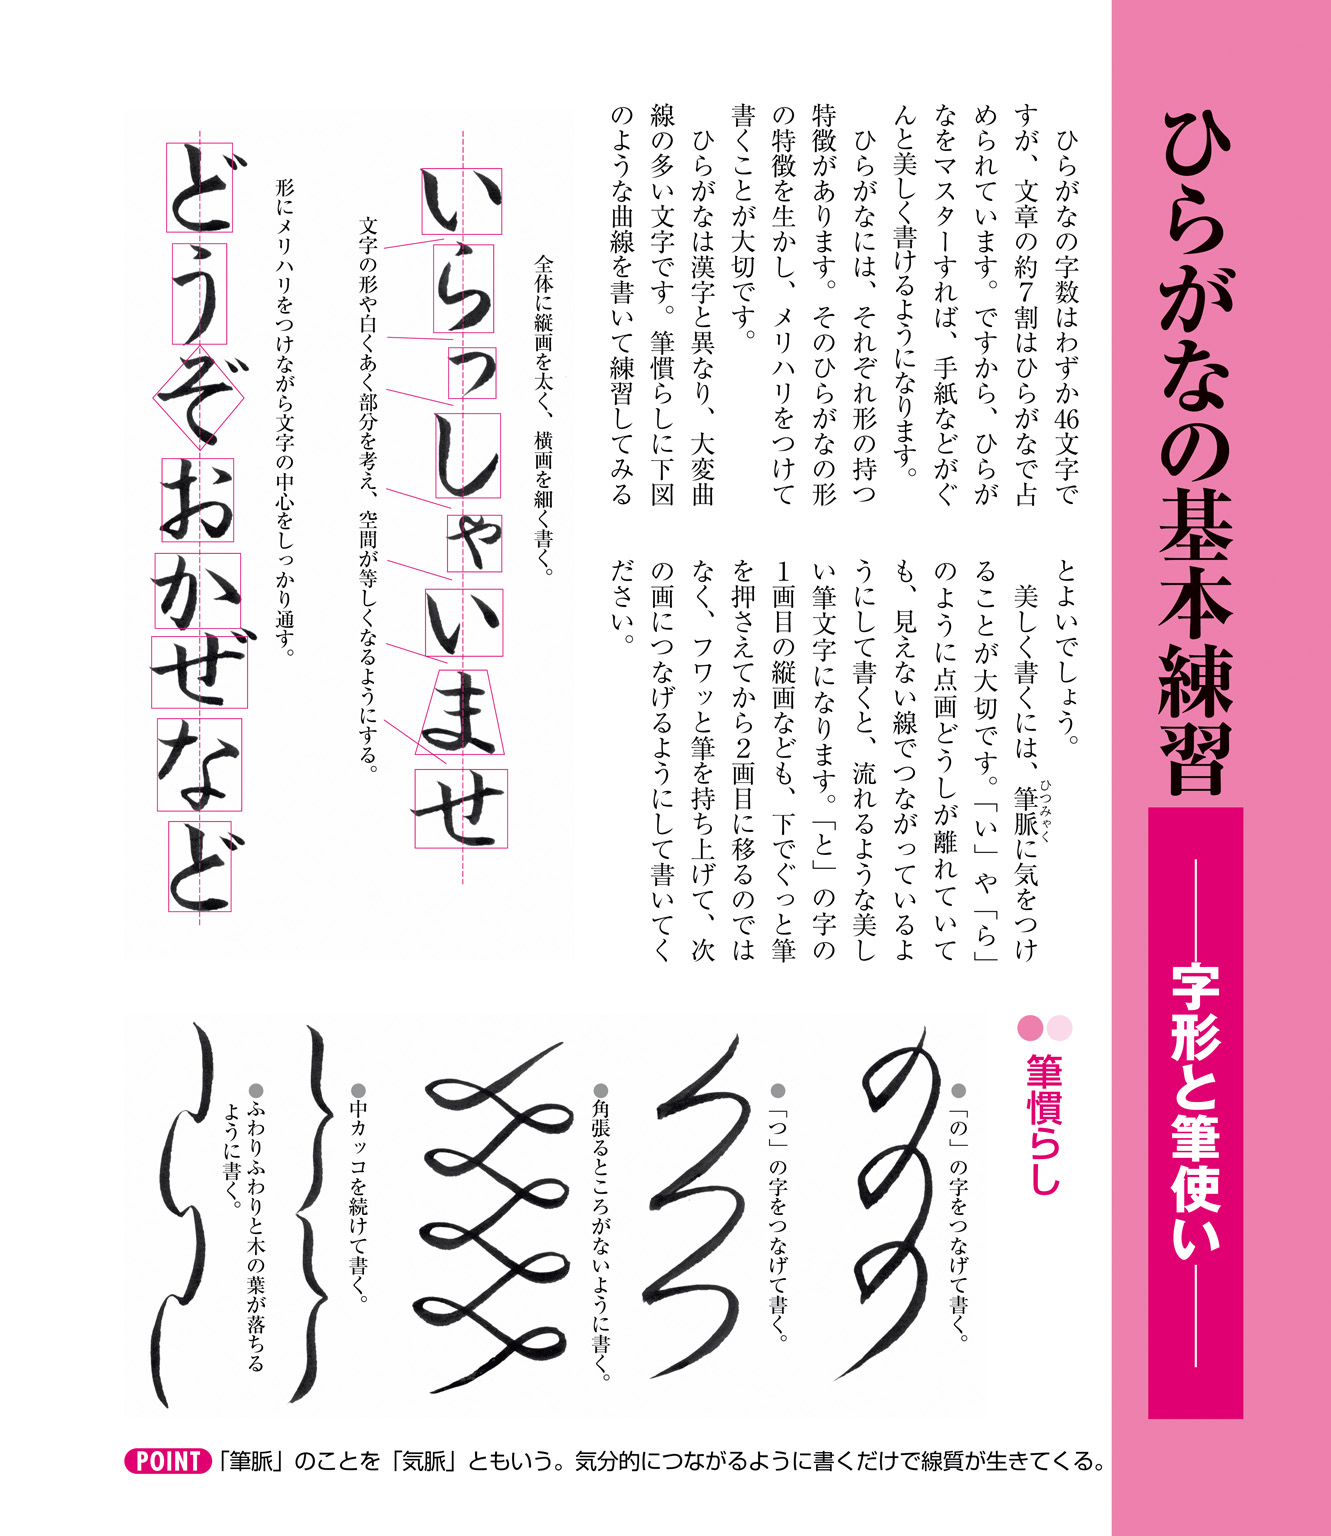 ひらがなの基本練習
字形と筆使い
ひらがなの字数はわずか46文字で
すが、文章の約7割はひらがなで占
められています。ですから、ひらが
なをマスターすれば、手紙などがぐ
んと美しく書けるようになります。
ひらがなには、それぞれ形の持つ
特徴があります。そのひらがなの形
の特徴を生かし、メリハリをつけて
書くことが大切です。
ひらがなは漢字と異なり、大変曲
線の多い文字です。筆慣らしに下図
のような曲線を書いて練習してみる
とよいでしょう。
美しく書くには、筆脈に気をつけ
ひつみゃく
ることが大切です。「い」や「ら」
のように点画どうしが離れていて
も、見えない線でつながっているよ
うにして書くと、流れるような美し
い筆文字になります。「と」の字の
1画目の縦画なども、下でぐっと筆
を押さえてから2画目に移るのでは
なく、フワッと筆を持ち上げて、次
の画につなげるようにして書いてく
ださい。
全体に縦画を太く、横画を細く書く。
いらっしゃいませ
文字の形や白くあく部分を考え、空間が等しくなるようにする。
形にメリハリをつけながら文字の中心をしっかり通す。
どうぞおかぜなど
筆慣らし
●「の」の字をつなげて書く。
●「つ」の字をつなげて書く。
●角張るところがないように書く。
●中カッコを続けて書く。
●ふわりふわりと木の葉が落ちる
ように書く。
POINT「筆脈」のことを「気脈」ともいう。気分的につながるように書くだけで線質が生きてくる。